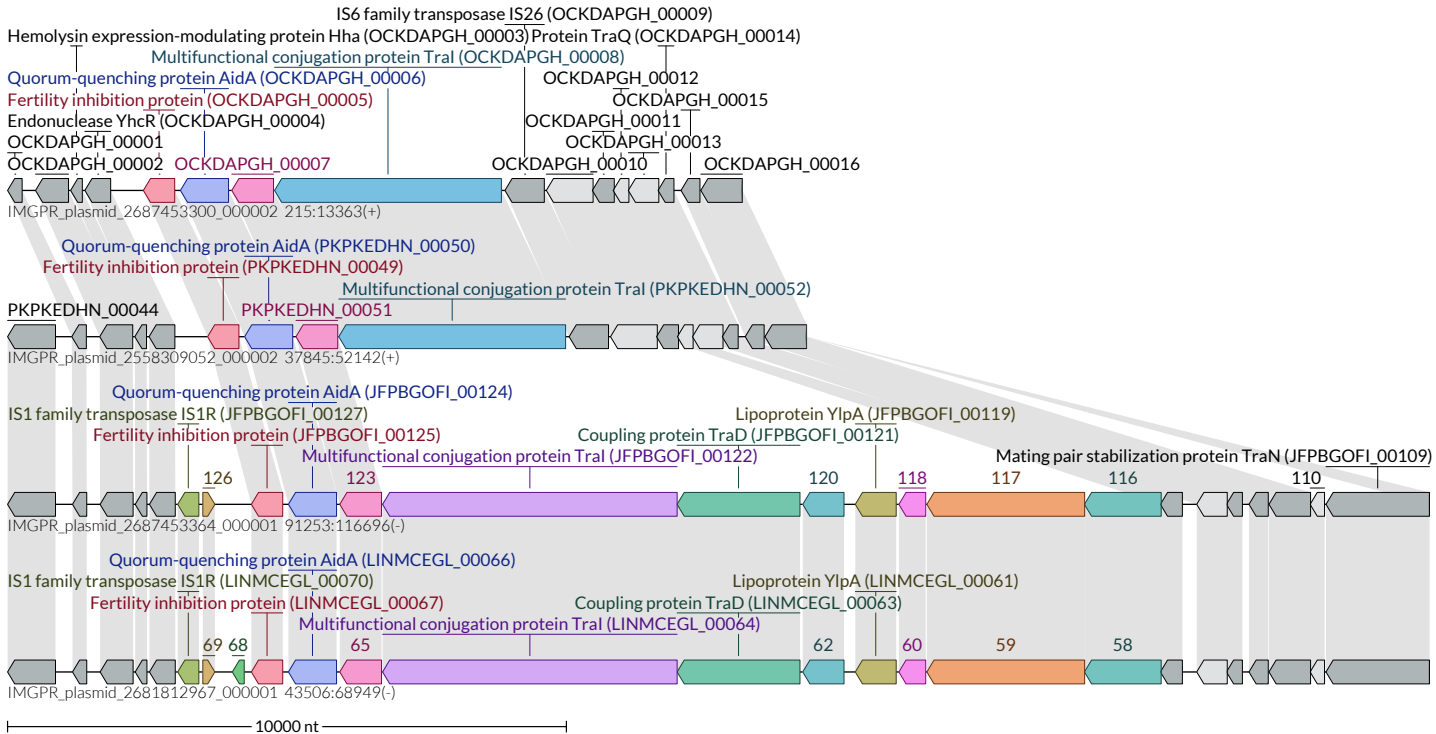 IS6 family transposase IS26 (OCKDAPGH_00009)
Hemolysin expression-modulating protein Hha (OCKDAPGH_00003) Protein TraQ (OCKDAPGH_00014)
Multifunctional conjugation protein TraI (OCKDAPGH_00008)
Quorum-quenching protein AidA (OCKDAPGH_00006) OCKDAPGH_00012
Fertility inhibition protein (OCKDAPGH_00005) OCKDAPGH_00015
Endonuclease YhcR (OCKDAPGH_00004) OCKDAPGH_00011
OCKDAPGH_00001 OCKDAPGH_00013
OCKDAPGH_00002 OCKDAPGH_00007 OCKDAPGH_00010 OCKDAPGH_00016
IMGPR_plasmid_2687453300_000002 215:13363(+)
Quorum-quenching protein AidA (PKPKEDHN_00050)
Fertility inhibition protein (PKPKEDHN_00049)
Multifunctional conjugation protein TraI (PKPKEDHN_00052)
PKPKEDHN_00044 PKPKEDHN_00051
IMGPR_plasmid_2558309052_000002 37845:52142(+)
Quorum-quenching protein AidA (JFPBGOFI_00124)
IS1 family transposase IS1R (JFPBGOFI_00127) Lipoprotein YlpA (JFPBGOFI_00119)
Fertility inhibition protein (JFPBGOFI_00125) Coupling protein TraD (JFPBGOFI_00121)
Multifunctional conjugation protein TraI (JFPBGOFI_00122) Mating pair stabilization protein TraN (JFPBGOFI_00109)
126 123 120 118 117 116 110
IMGPR_plasmid_2687453364_000001 91253:116696(-)
Quorum-quenching protein AidA (LINMCEGL_00066)
IS1 family transposase IS1R (LINMCEGL_00070) Lipoprotein YlpA (LINMCEGL_00061)
Fertility inhibition protein (LINMCEGL_00067) Coupling protein TraD (LINMCEGL_00063)
Multifunctional conjugation protein TraI (LINMCEGL_00064)
69 68 65 62 60 59 58
IMGPR_plasmid_2681812967_000001 43506:68949(-)
10000 nt